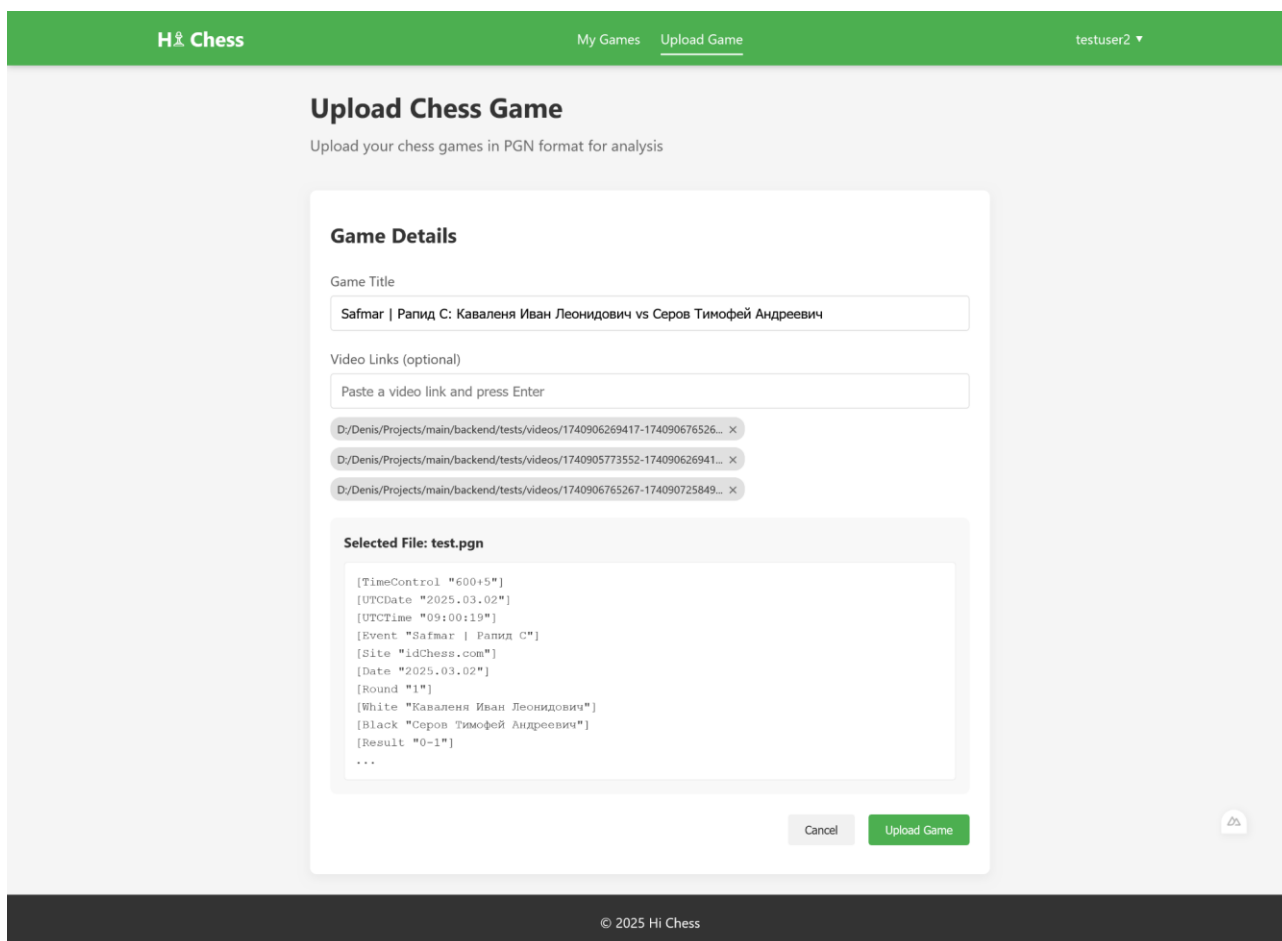 Hi Chess
My Games Upload Game
testuser2 ▼
Upload Chess Game
Upload your chess games in PGN format for analysis
Game Details
Game Title
Safmar | Рапид С: Каваленя Иван Леонидович vs Серов Тимофей Андреевич
Video Links (optional)
Paste a video link and press Enter
D:/Denis/Projects/main/backend/tests/videos/1740906269417-174090676526... ×
D:/Denis/Projects/main/backend/tests/videos/1740905773552-174090626941... ×
D:/Denis/Projects/main/backend/tests/videos/1740906765267-174090725849... ×
Selected File: test.pgn
[TimeControl "600+5"]
[UTCDate "2025.03.02"]
[UTCTime "09:00:19"]
[Event "Safmar | Рапид С"]
[Site "idChess.com"]
[Date "2025.03.02"]
[Round "1"]
[White "Каваленя Иван Леонидович"]
[Black "Серов Тимофей Андреевич"]
[Result "0-1"]
...
Cancel Upload Game
© 2025 Hi Chess